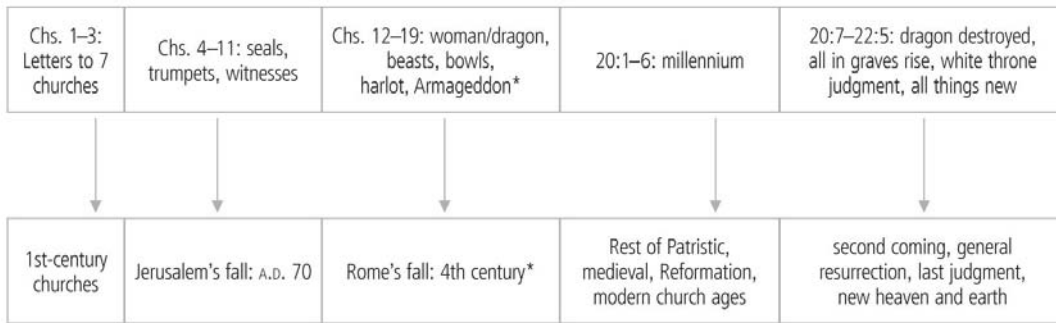 Chs. 1–3:
Letters to 7
churches
Chs. 4–11: seals,
trumpets, witnesses
Chs. 12–19: woman/dragon,
beasts, bowls,
harlot, Armageddon*
20:1–6: millennium
20:7–22:5: dragon destroyed,
all in graves rise, white throne
judgment, all things new
1st-century
churches
Jerusalem’s fall: A.D. 70
Rome’s fall: 4th century*
Rest of Patristic,
medieval, Reformation,
modern church ages
second coming, general
resurrection, last judgment,
new heaven and earth